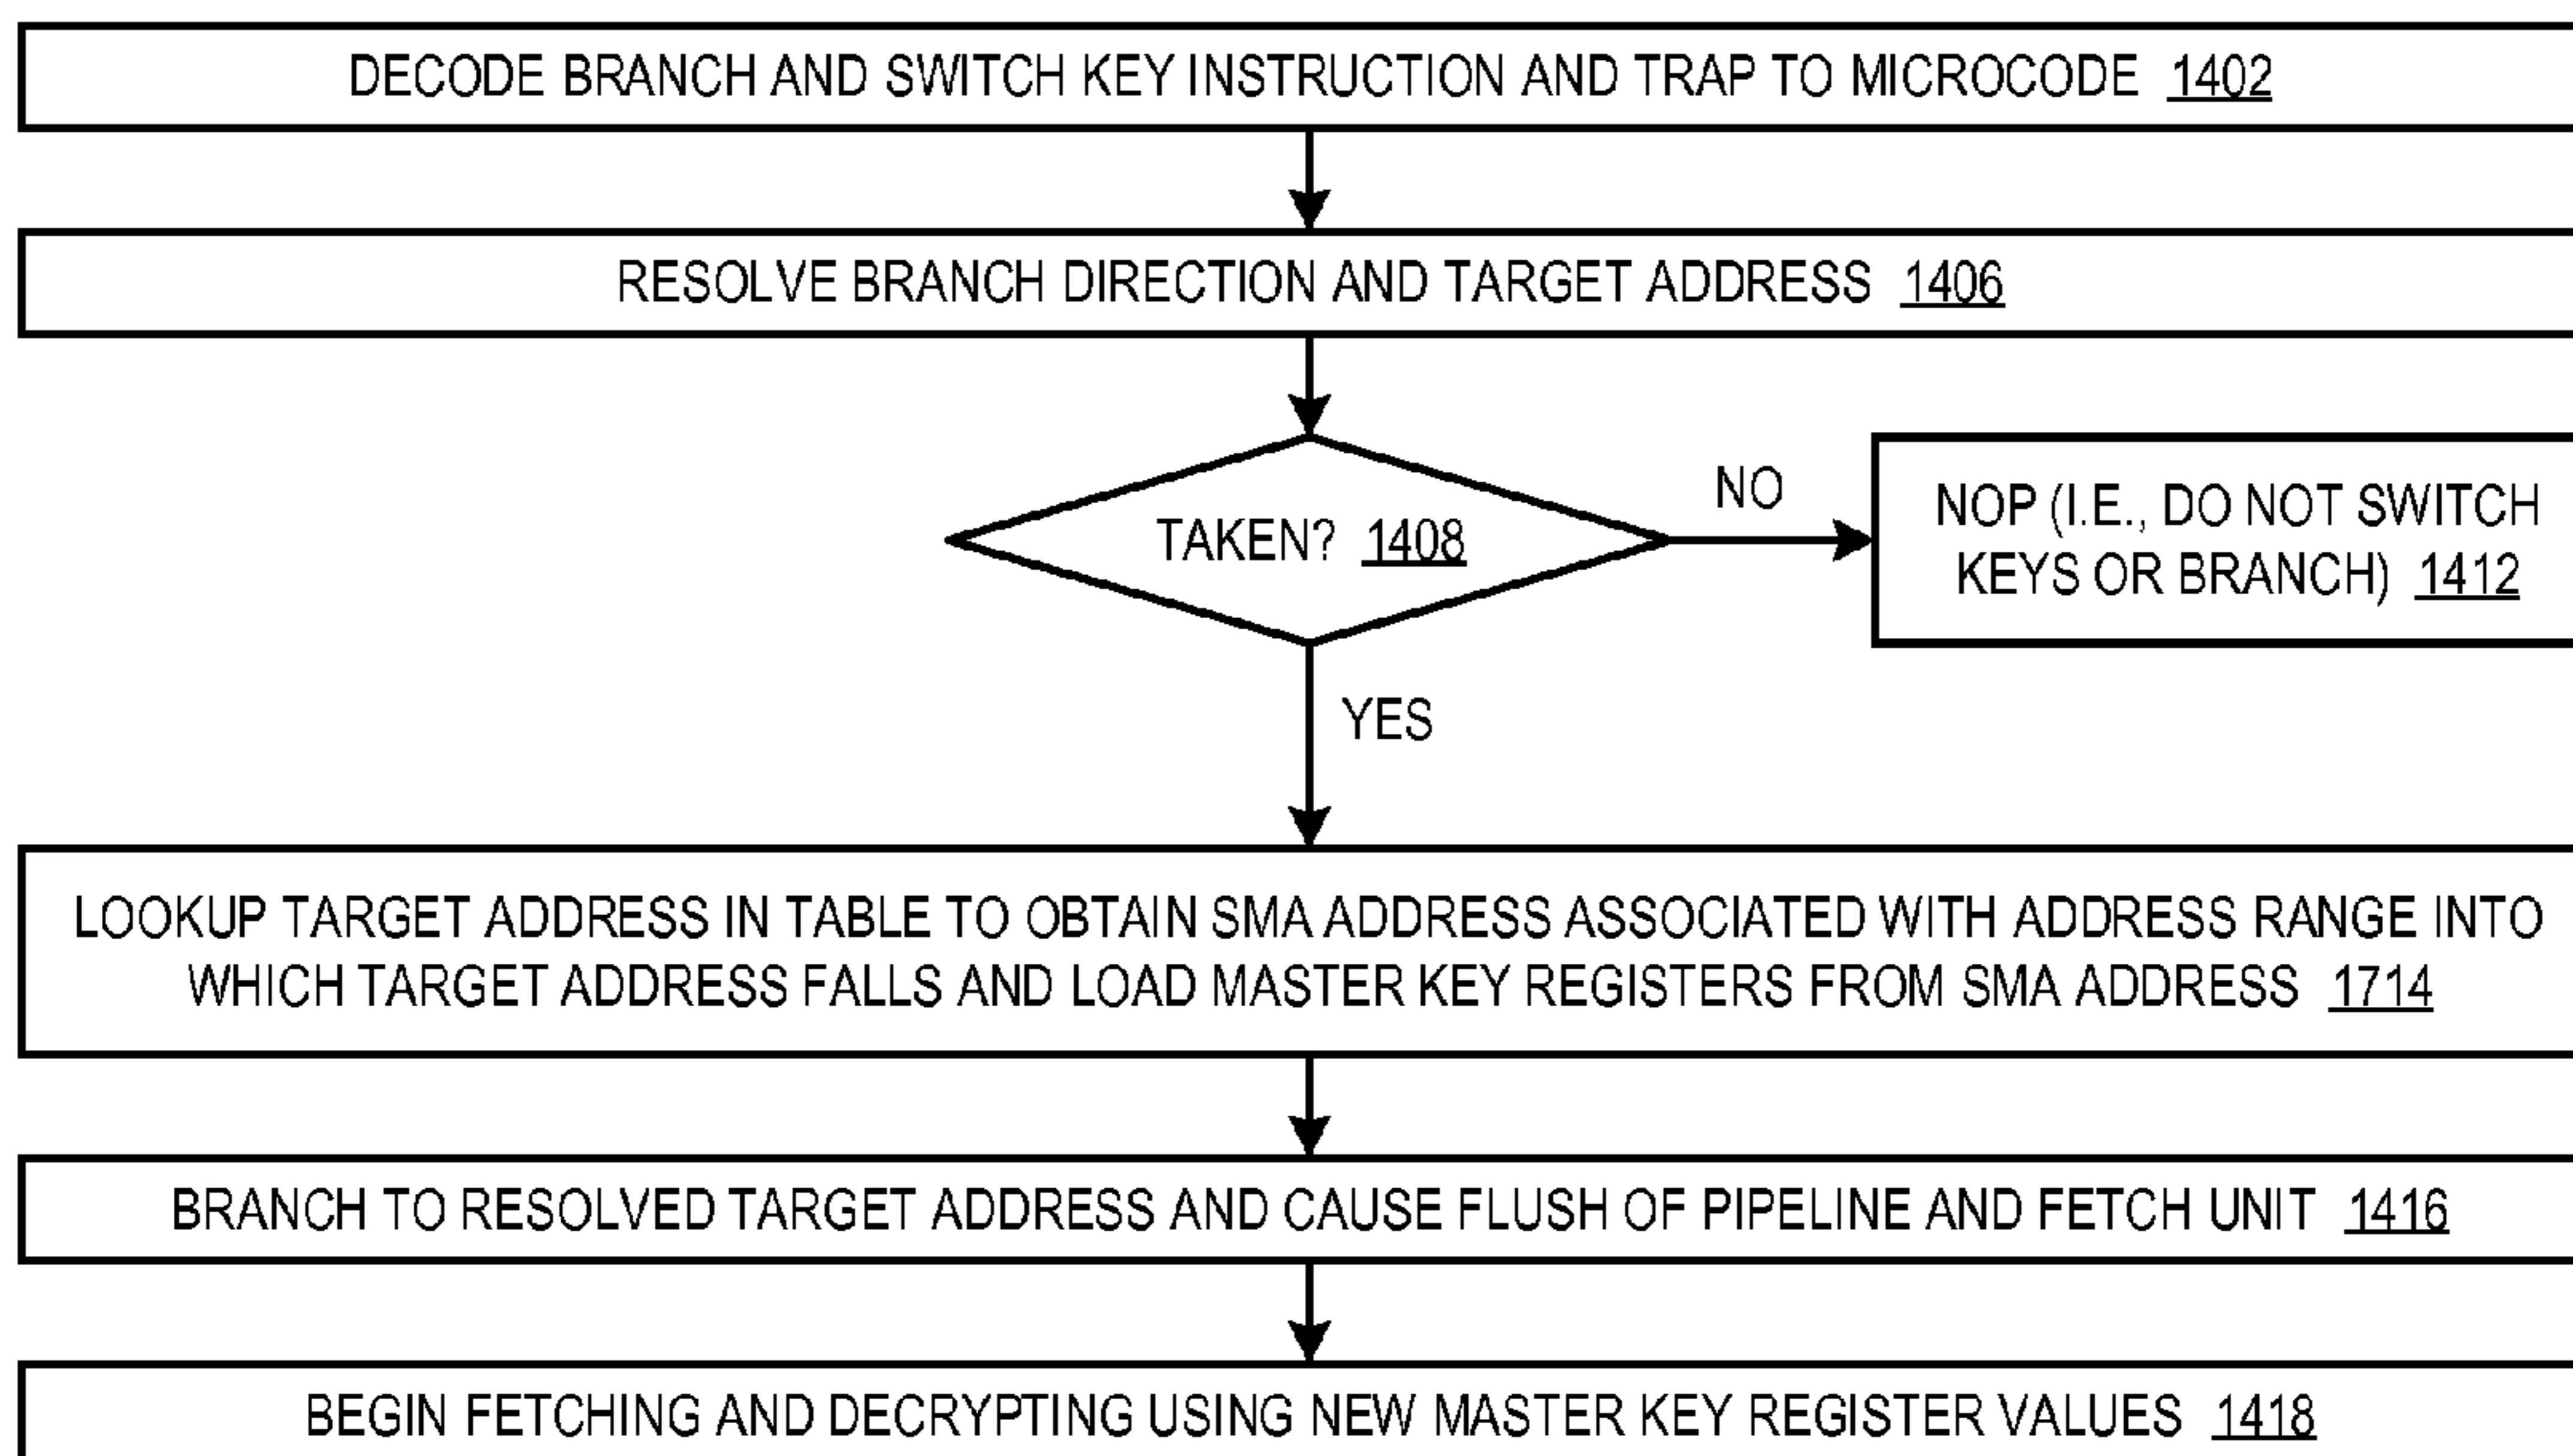 DECODE BRANCH AND SWITCH KEY INSTRUCTION AND TRAP TO MICROCODE 1402
RESOLVE BRANCH DIRECTION AND TARGET ADDRESS 1406
TAKEN? 1408
NO
NOP (I.E., DO NOT SWITCH
KEYS OR BRANCH) 1412
YES
LOOKUP TARGET ADDRESS IN TABLE TO OBTAIN SMA ADDRESS ASSOCIATED WITH ADDRESS RANGE INTO
WHICH TARGET ADDRESS FALLS AND LOAD MASTER KEY REGISTERS FROM SMA ADDRESS 1714
BRANCH TO RESOLVED TARGET ADDRESS AND CAUSE FLUSH OF PIPELINE AND FETCH UNIT 1416
BEGIN FETCHING AND DECRYPTING USING NEW MASTER KEY REGISTER VALUES 1418